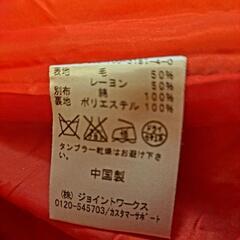 表地 毛 50%
レーヨン 50%
別布 綿 100%
裏地 ポリエステル 100%
タンブラー乾燥はお避け下さい。
中国製
(株)ジョイントワークス
0120-545703/カスタマーサポート